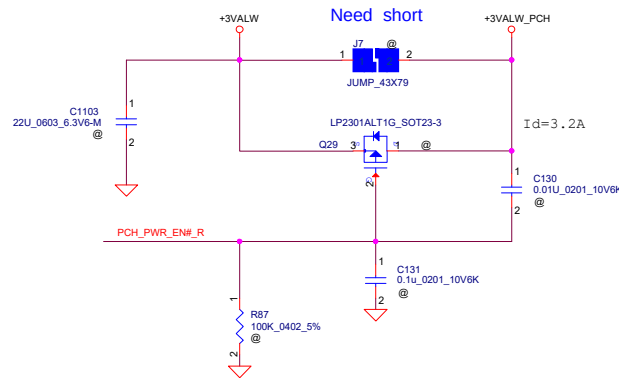 Need short
+3VALW
+3VALW_PCH
J7
@
1
1
2
2
JUMP_43X79
C1103
22U_0603_6.3V6-M
@
1
2
LP2301ALT1G_SOT23-3
Q29
3
1
@
2
Id=3.2A
C130
0.01U_0201_10V6K
@
1
2
PCH_PWR_EN#_R
C131
0.1u_0201_10V6K
@
1
2
R87
100K_0402_5%
@
1
2